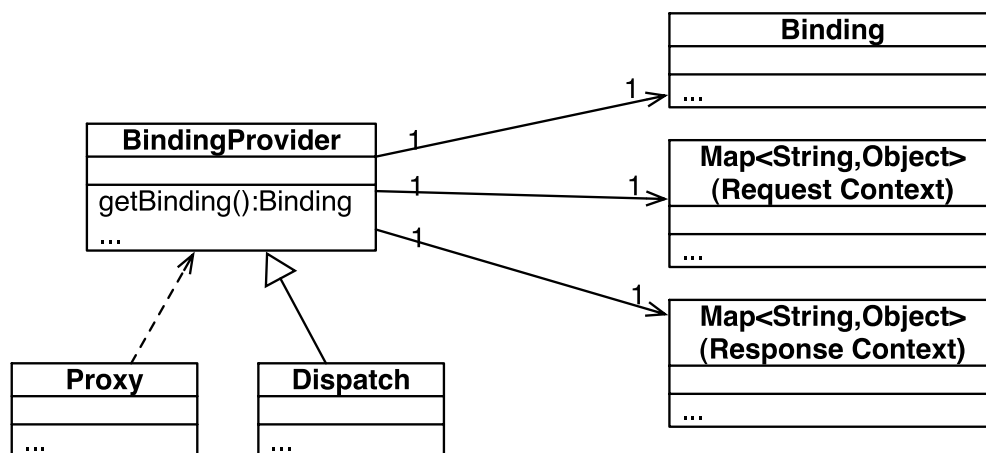 Binding
...
1
1
BindingProvider
getBinding():Binding
...
1
1
Map<String,Object>
(Request Context)
...
1
1
Map<String,Object>
(Response Context)
...
Proxy
...
Dispatch
...